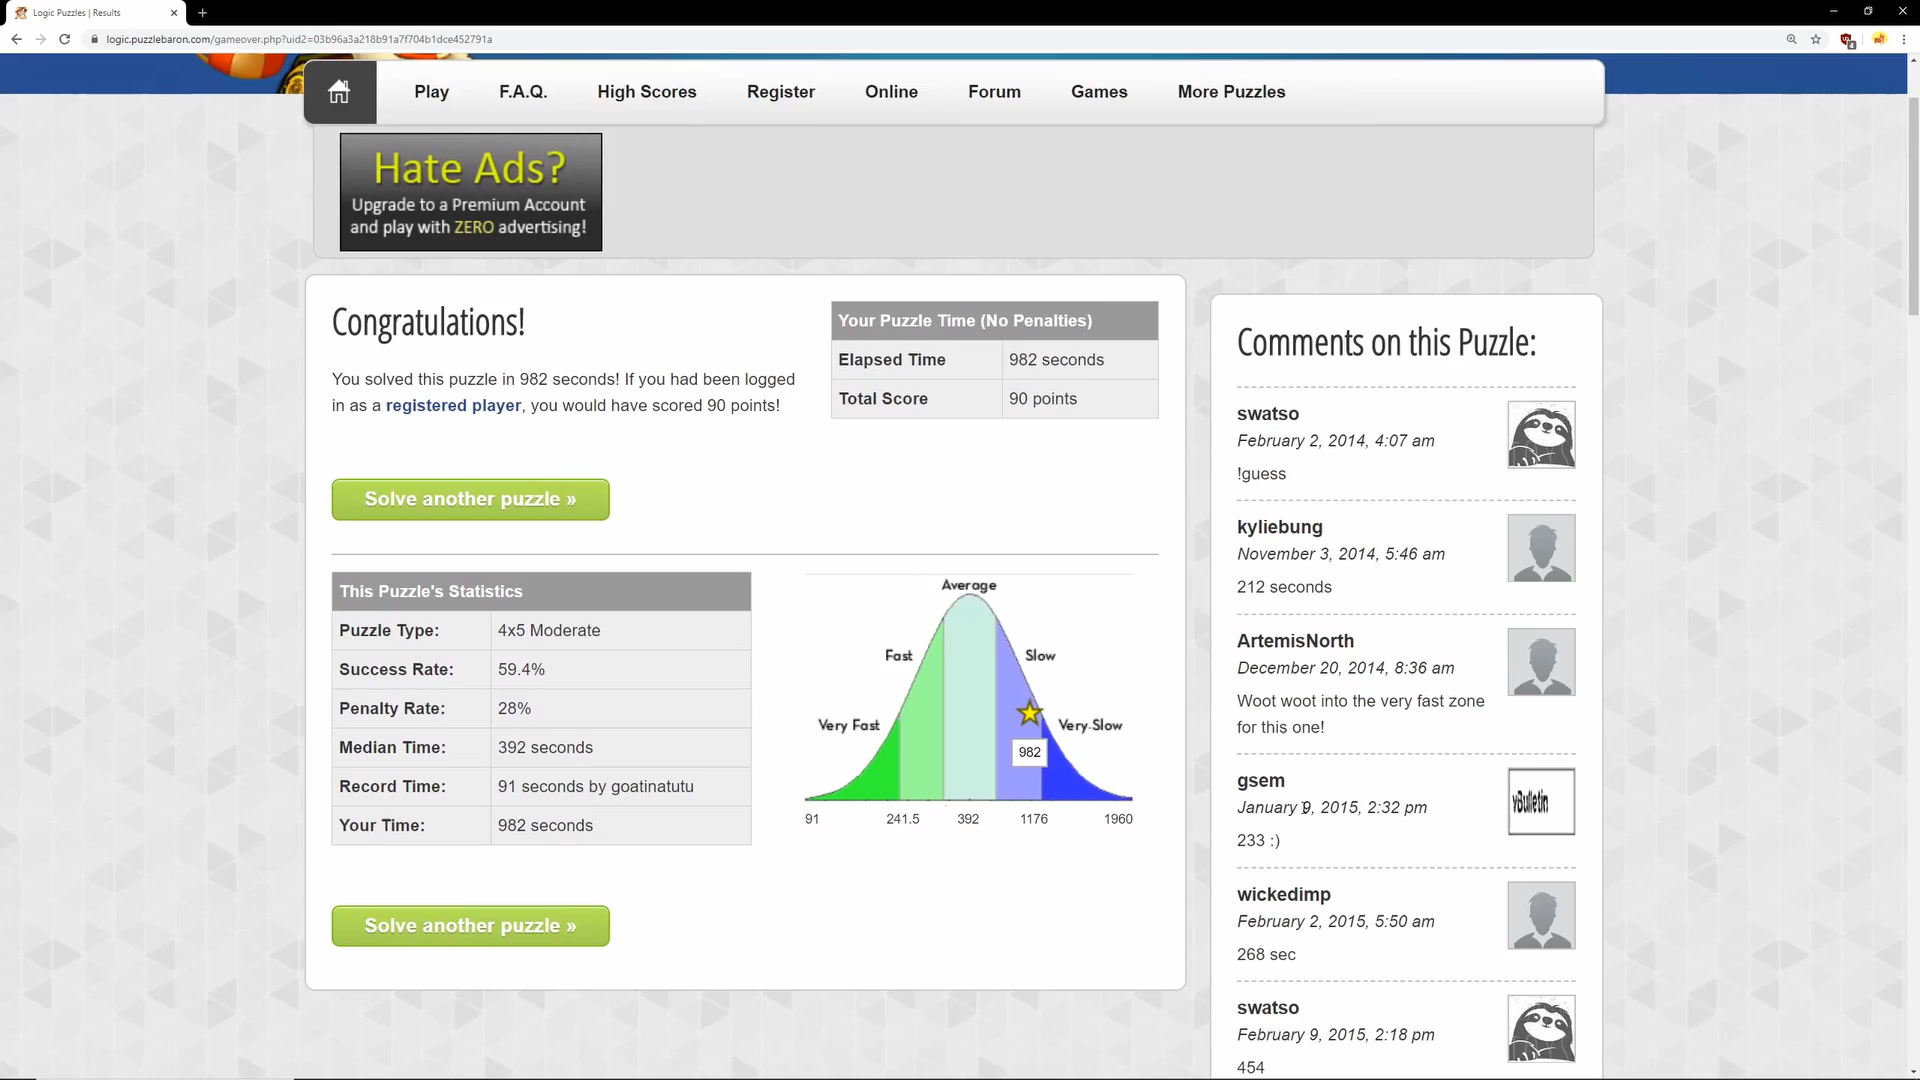 Logic Puzzles | Results
logic.puzzlebaron.com/gameover.php?uid2=03b96a3a218b91a7f704b1dce452791a
4
Play F.A.Q. High Scores Register Online Forum Games More Puzzles
Hate Ads?
Upgrade to a Premium Account
and play with ZERO advertising!
Congratulations!
You solved this puzzle in 982 seconds! If you had been logged
in as a registered player, you would have scored 90 points!
Your Puzzle Time (No Penalties)
Elapsed Time 982 seconds
Total Score 90 points
Solve another puzzle »
This Puzzle's Statistics
Puzzle Type: 4x5 Moderate
Success Rate: 59.4%
Penalty Rate: 28%
Median Time: 392 seconds
Record Time: 91 seconds by goatinatutu
Your Time: 982 seconds
Average
Fast Slow
Very Fast Very Slow
982
91 241.5 392 1176 1960
Solve another puzzle »
Comments on this Puzzle:
swatso
February 2, 2014, 4:07 am
!guess
kyliebung
November 3, 2014, 5:46 am
212 seconds
ArtemisNorth
December 20, 2014, 8:36 am
Woot woot into the very fast zone
for this one!
gsem
January 9, 2015, 2:32 pm
233 :)
vBulletin
wickedimp
February 2, 2015, 5:50 am
268 sec
swatso
February 9, 2015, 2:18 pm
454